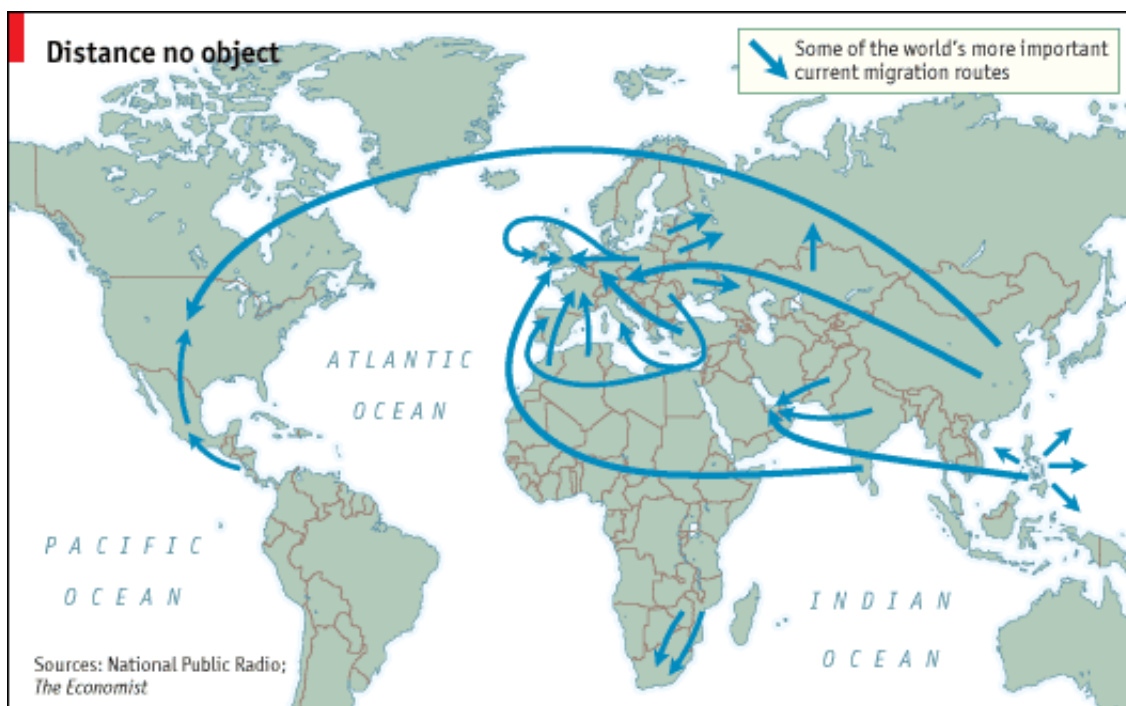 Distance no object
Some of the world's more important
current migration routes
ATLANTIC
OCEAN
PACIFIC
OCEAN
INDIAN
OCEAN
Sources: National Public Radio;
The Economist